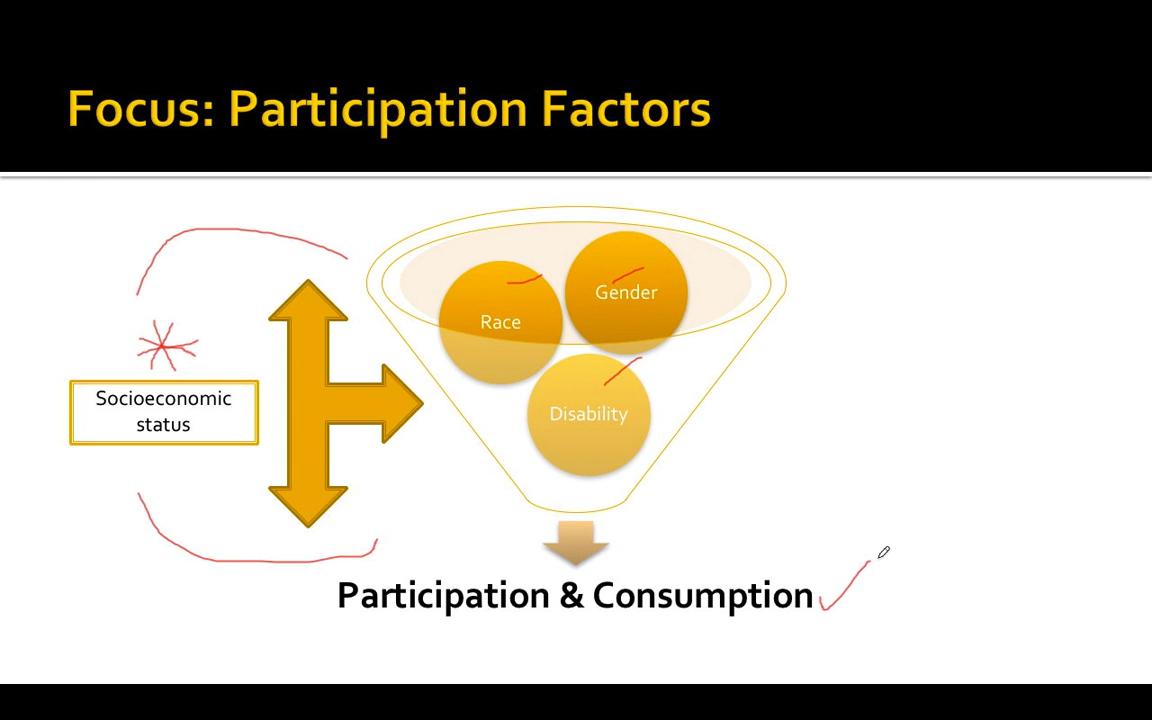 Focus: Participation Factors
Race
Gender
Disability
Socioeconomic
status
Participation & Consumption